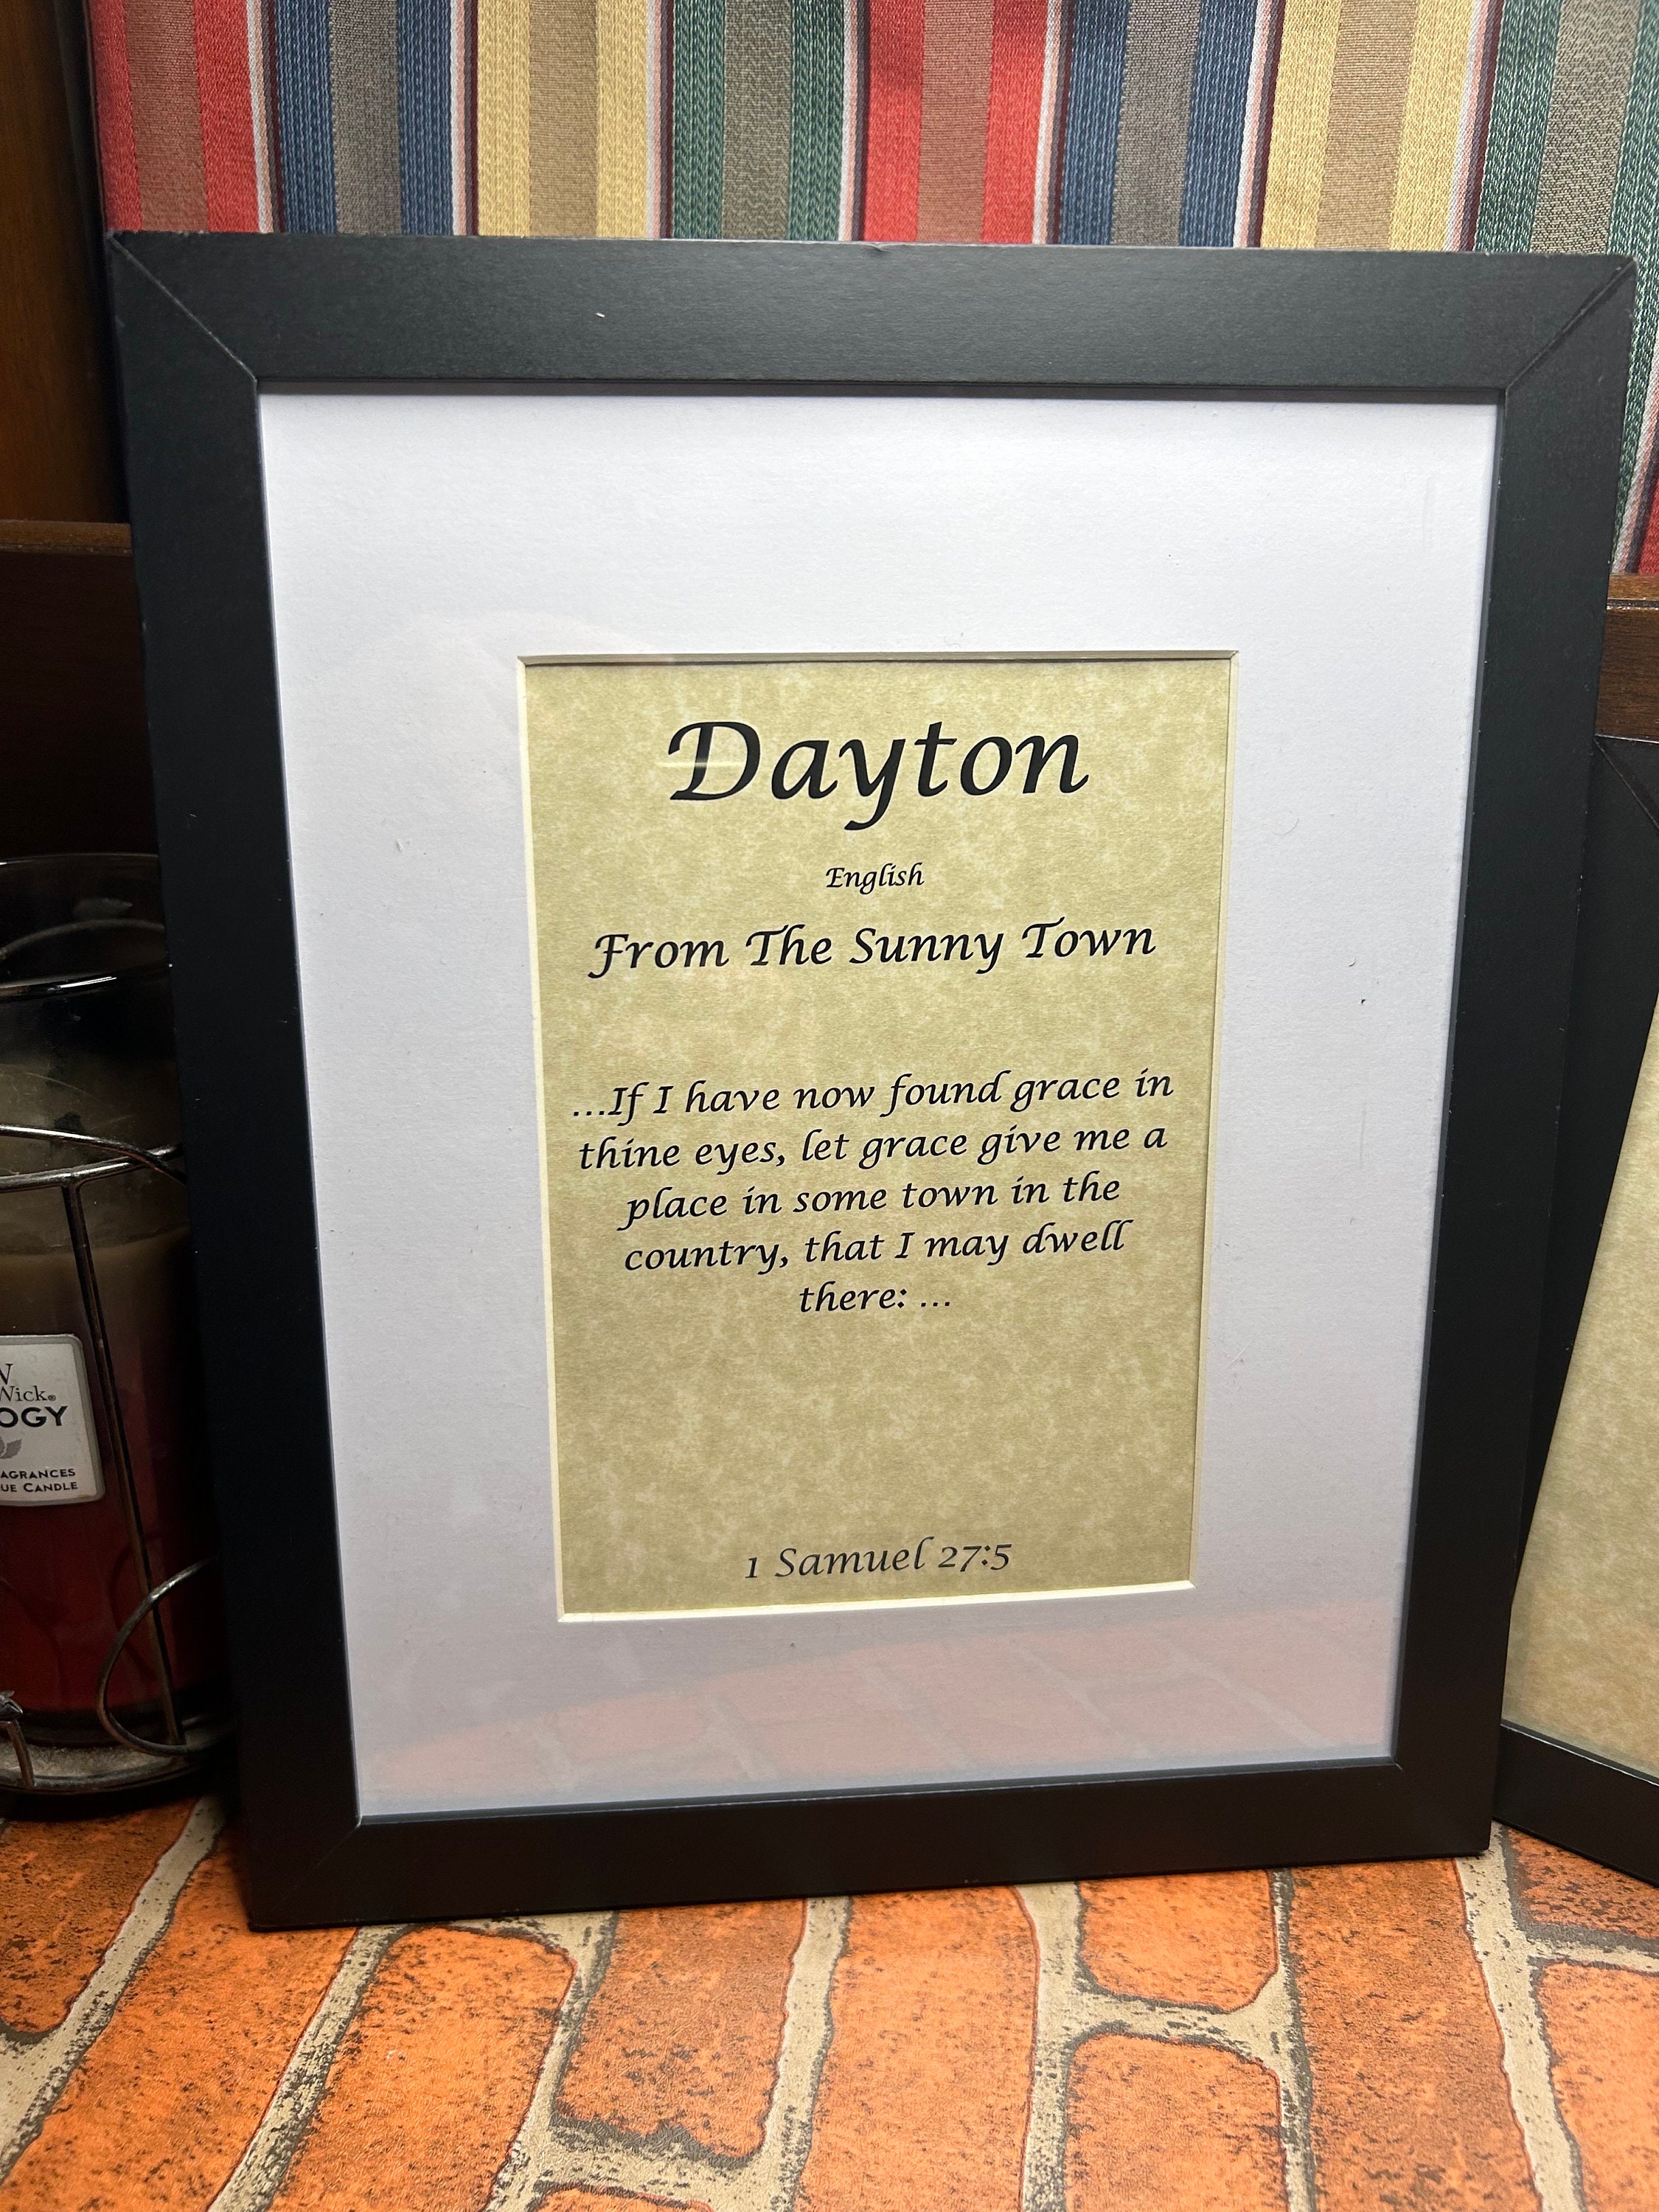 Dayton
English
From The Sunny Town
...If I have now found grace in
thine eyes, let grace give me a
place in some town in the
country, that I may dwell
there: ...
1 Samuel 27:5
Wick®
OGY
AGRANCES
UE CANDLE